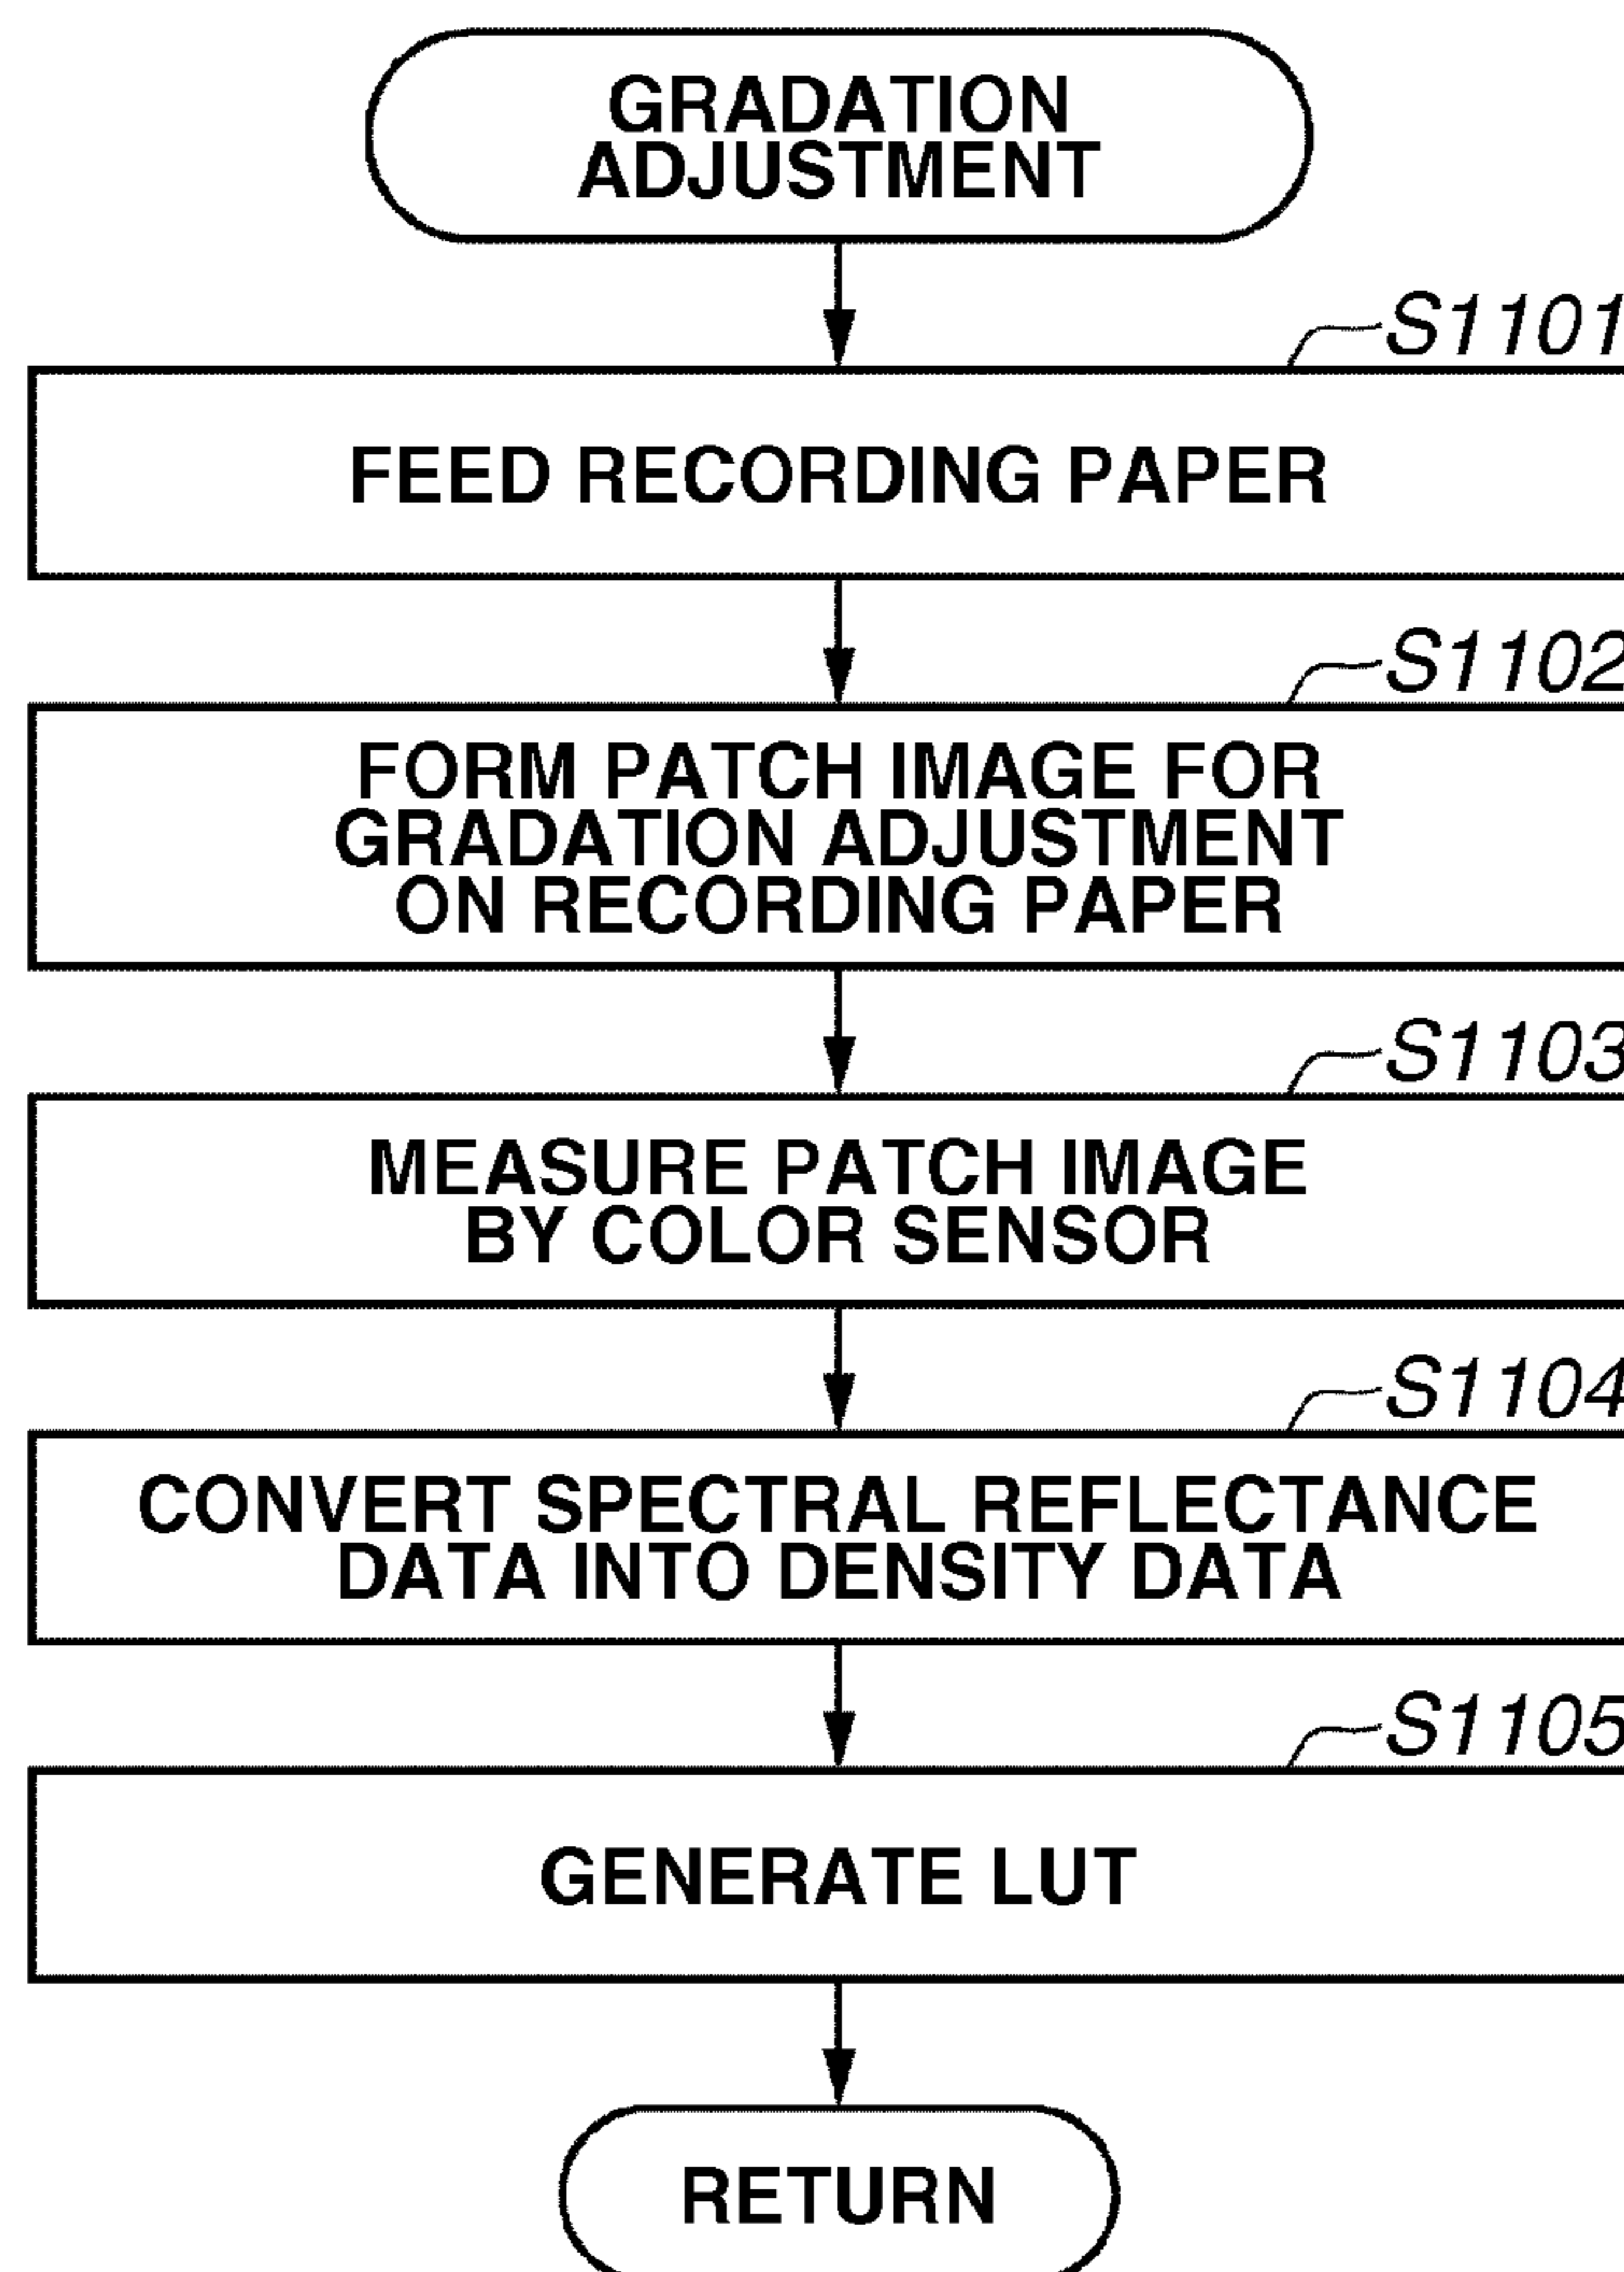 GRADATION
ADJUSTMENT
S1101
FEED RECORDING PAPER
S1102
FORM PATCH IMAGE FOR
GRADATION ADJUSTMENT
ON RECORDING PAPER
S1103
MEASURE PATCH IMAGE
BY COLOR SENSOR
S1104
CONVERT SPECTRAL REFLECTANCE
DATA INTO DENSITY DATA
S1105
GENERATE LUT
RETURN